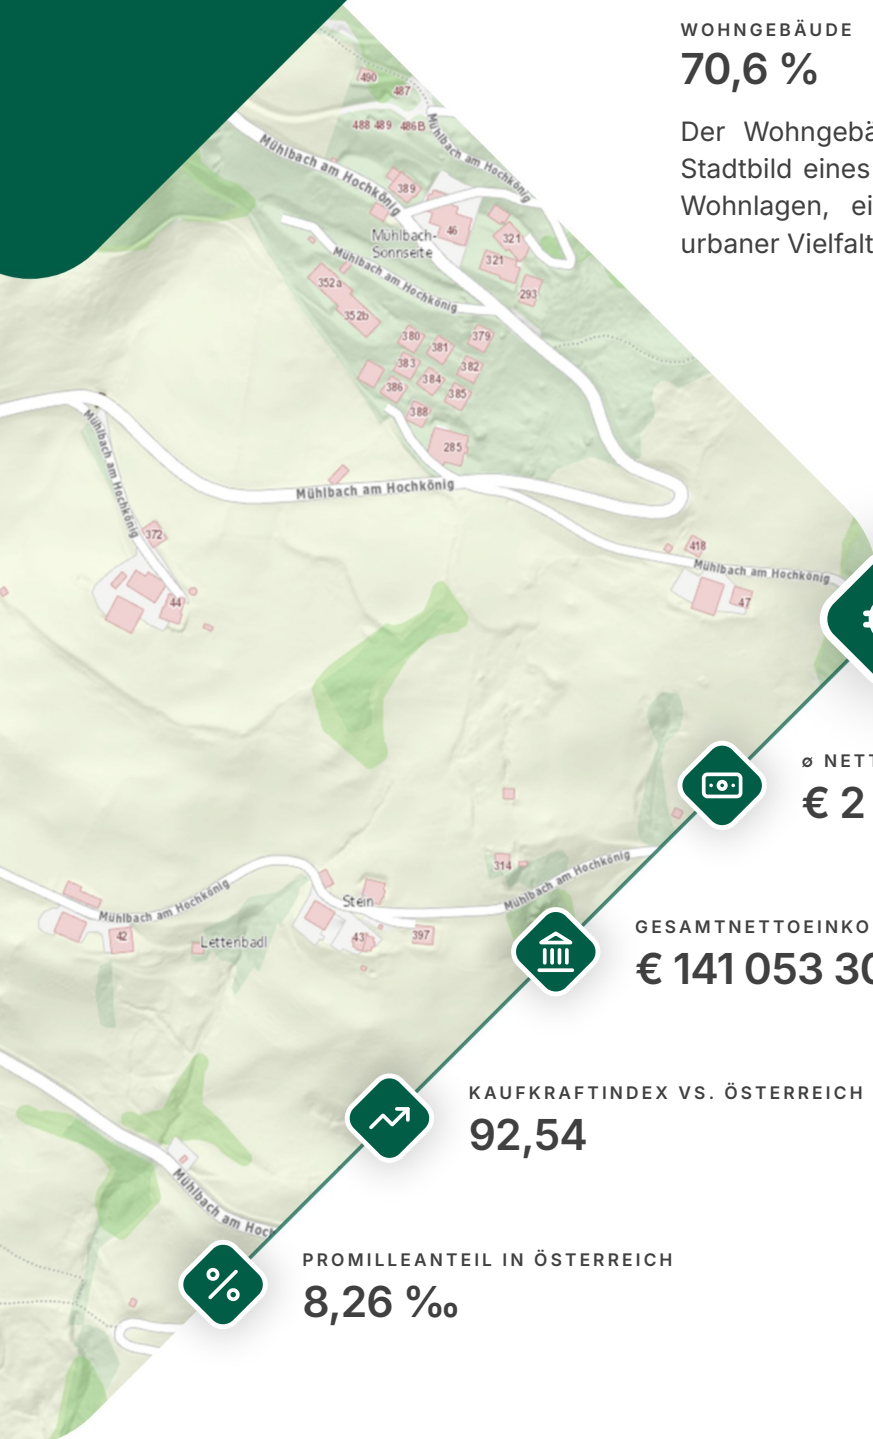 WOHNGEBÄUDE
70,6 %
Der Wohngebä
Stadtbild eines
Wohnlagen, ei
urbaner Vielfalt
490
487
488 489 486B
Mühlbach am Hochkönig
Mühlbach am Hochkönig
389
46
Mühlbach-
Sonnseite
321
321
293
Mühlbach am Hochkönig
352a
352b
380
381
379
383
384
382
386
385
388
285
Mühlbach am Hochkönig
Mühlbach am Hochkönig
372
44
418
Mühlbach am Hochkönig
47
ø NETT
€ 2
314
Mühlbach am Hochkönig
Mühlbach am Hochkönig
Stein
42
Lettenbadl
43
397
GESAMTNETTOEINKO
€ 141 053 30
KAUFKRAFTINDEX VS. ÖSTERREICH
92,54
Mühlbach am Hoc
PROMILLEANTEIL IN ÖSTERREICH
8,26 ‰